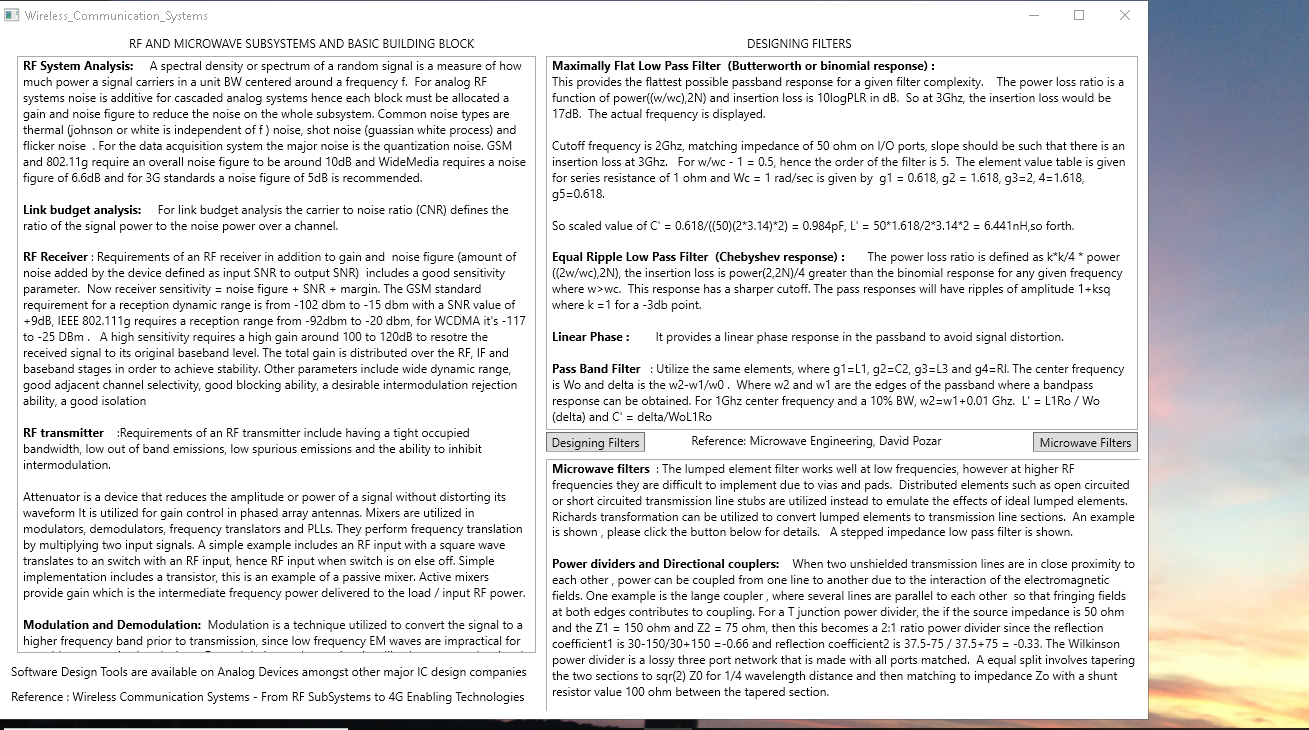 Wireless_Communication_Systems
RF AND MICROWAVE SUBSYSTEMS AND BASIC BUILDING BLOCK
RF System Analysis: A spectral density or spectrum of a random signal is a measure of how
much power a signal carriers in a unit BW centered around a frequency f. For analog RF
systems noise is additive for cascaded analog systems hence each block must be allocated a
gain and noise figure to reduce the noise on the whole subsystem. Common noise types are
thermal (johnson or white is independent of f ) noise, shot noise (guassian white process) and
flicker noise . For the data acquisition system the major noise is the quantization noise. GSM
and 802.11g require an overall noise figure to be around 10dB and WideMedia requires a noise
figure of 6.6dB and for 3G standards a noise figure of 5dB is recommended.
Link budget analysis: For link budget analysis the carrier to noise ratio (CNR) defines the
ratio of the signal power to the noise power over a channel.
RF Receiver : Requirements of an RF receiver in addition to gain and noise figure (amount of
noise added by the device defined as input SNR to output SNR) includes a good sensitivity
parameter. Now receiver sensitivity = noise figure + SNR + margin. The GSM standard
requirement for a reception dynamic range is from -102 dbm to -15 dbm with a SNR value of
+9dB, IEEE 802.111g requires a reception range from -92dbm to -20 dbm, for WCDMA it's -117
to -25 DBm . A high sensitivity requires a high gain around 100 to 120dB to resotre the
received signal to its original baseband level. The total gain is distributed over the RF, IF and
baseband stages in order to achieve stability. Other parameters include wide dynamic range,
good adjacent channel selectivity, good blocking ability, a desirable intermodulation rejection
ability, a good isolation
RF transmitter :Requirements of an RF transmitter include having a tight occupied
bandwidth, low out of band emissions, low spurious emissions and the ability to inhibit
intermodulation.
Attenuator is a device that reduces the amplitude or power of a signal without distorting its
waveform It is utilized for gain control in phased array antennas. Mixers are utilized in
modulators, demodulators, frequency translators and PLLs. They perform frequency translation
by multiplying two input signals. A simple example includes an RF input with a square wave
translates to an switch with an RF input, hence RF input when switch is on else off. Simple
implementation includes a transistor, this is an example of a passive mixer. Active mixers
provide gain which is the intermediate frequency power delivered to the load / input RF power.
Modulation and Demodulation: Modulation is a technique utilized to convert the signal to a
higher frequency band prior to transmission, since low frequency EM waves are impractical for
Software Design Tools are available on Analog Devices amongst other major IC design companies
Reference : Wireless Communication Systems - From RF SubSystems to 4G Enabling Technologies
DESIGNING FILTERS
Maximally Flat Low Pass Filter (Butterworth or binomial response) :
This provides the flattest possible passband response for a given filter complexity. The power loss ratio is a
function of power((w/wc),2N) and insertion loss is 10logPLR in dB. So at 3Ghz, the insertion loss would be
17dB. The actual frequency is displayed.
Cutoff frequency is 2Ghz, matching impedance of 50 ohm on I/O ports, slope should be such that there is an
insertion loss at 3Ghz. For w/wc - 1 = 0.5, hence the order of the filter is 5. The element value table is given
for series resistance of 1 ohm and Wc = 1 rad/sec is given by g1 = 0.618, g2 = 1.618, g3=2, 4=1.618,
g5=0.618.
So scaled value of C' = 0.618/((50)(2*3.14)*2) = 0.984pF, L' = 50*1.618/2*3.14*2 = 6.441nH,so forth.
Equal Ripple Low Pass Filter (Chebyshev response) : The power loss ratio is defined as k*k/4 * power
((2w/wc),2N), the insertion loss is power(2,2N)/4 greater than the binomial response for any given frequency
where w>wc. This response has a sharper cutoff. The pass responses will have ripples of amplitude 1+ksq
where k =1 for a -3db point.
Linear Phase : It provides a linear phase response in the passband to avoid signal distortion.
Pass Band Filter : Utilize the same elements, where g1=L1, g2=C2, g3=L3 and g4=Rl. The center frequency
is Wo and delta is the w2-w1/w0 . Where w2 and w1 are the edges of the passband where a bandpass
response can be obtained. For 1Ghz center frequency and a 10% BW, w2=w1+0.01 Ghz. L' = L1Ro / Wo
(delta) and C' = delta/WoL1Ro
Designing Filters
Reference: Microwave Engineering, David Pozar
Microwave Filters
Microwave filters : The lumped element filter works well at low frequencies, however at higher RF
frequencies they are difficult to implement due to vias and pads. Distributed elements such as open circuited
or short circuited transmission line stubs are utilized instead to emulate the effects of ideal lumped elements.
Richards transformation can be utilized to convert lumped elements to transmission line sections. An example
is shown , please click the button below for details. A stepped impedance low pass filter is shown.
Power dividers and Directional couplers: When two unshielded transmission lines are in close proximity to
each other , power can be coupled from one line to another due to the interaction of the electromagnetic
fields. One example is the lange coupler , where several lines are parallel to each other so that fringing fields
at both edges contributes to coupling. For a T junction power divider, the if the source impedance is 50 ohm
and the Z1 = 150 ohm and Z2 = 75 ohm, then this becomes a 2:1 ratio power divider since the reflection
coefficient1 is 30-150/30+150 =-0.66 and reflection coefficient2 is 37.5-75 / 37.5+75 = -0.33. The Wilkinson
power divider is a lossy three port network that is made with all ports matched. A equal split involves tapering
the two sections to sqr(2) Z0 for 1/4 wavelength distance and then matching to impedance Zo with a shunt
resistor value 100 ohm between the tapered section.